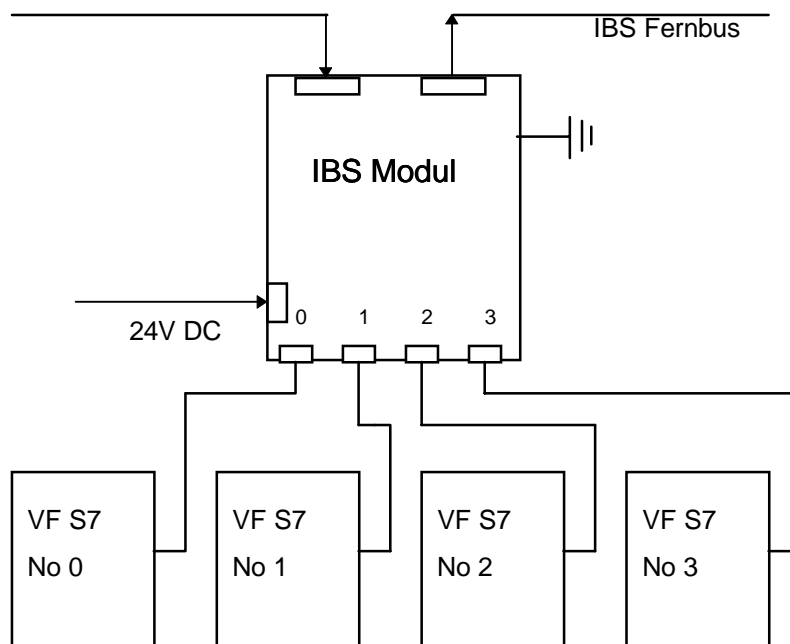 IBS Fernbus
IBS Modul
24V DC
0
1
2
3
VF S7
No 0
VF S7
No 1
VF S7
No 2
VF S7
No 3